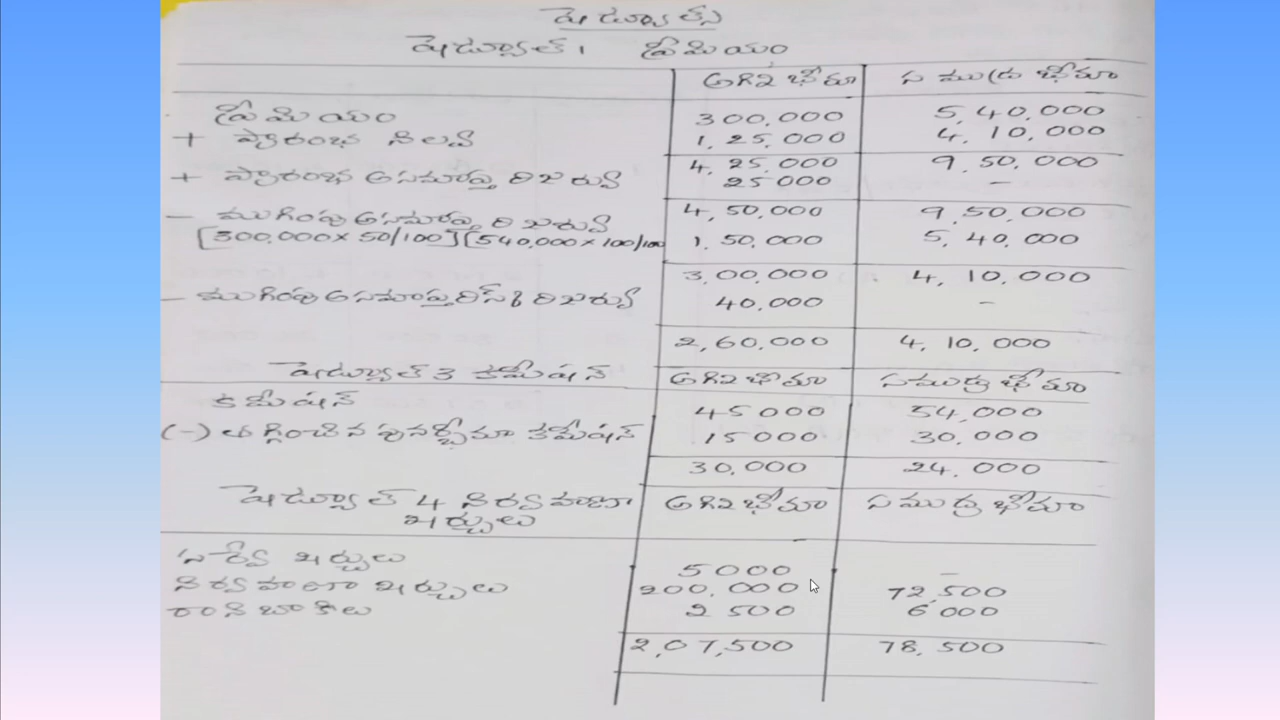 షెడ్యూల్స్
షెడ్యూల్ 1 ప్రీమియం
అగ్ని భీమా సముద్ర భీమా
ప్రీమియం 300,000 5,40,000
+ ప్రారంభ నిలవ 1,25,000 4,10,000
4,25,000 9,50,000
+ ప్రారంభ అసమాప్త రిజర్వు 25000 —
4,50,000 9,50,000
— ముగింపు అసమాప్త రిజర్వు
[300,000 x 50/100] [540,000 x 100/100 1,50,000 5,40,000
3,00,000 4,10,000
— ముగింపు అసమాప్త రిస్క్ రిజర్వు 40,000 —
2,60,000 4,10,000
షెడ్యూల్ 3 కమీషన్ అగ్ని భీమా సముద్ర భీమా
కమీషన్ 45000 54,000
(-) తగ్గించిన పునర్భీమా కమీషన్ 15000 30,000
30,000 24,000
షెడ్యూల్ 4 నిర్వహణా అగ్ని భీమా సముద్ర భీమా
ఖర్చులు
సర్వే ఖర్చులు 5000 —
నిర్వహణా ఖర్చులు 200,000 72,500
రాని బాకీలు 2500 6000
2,07,500 78,500